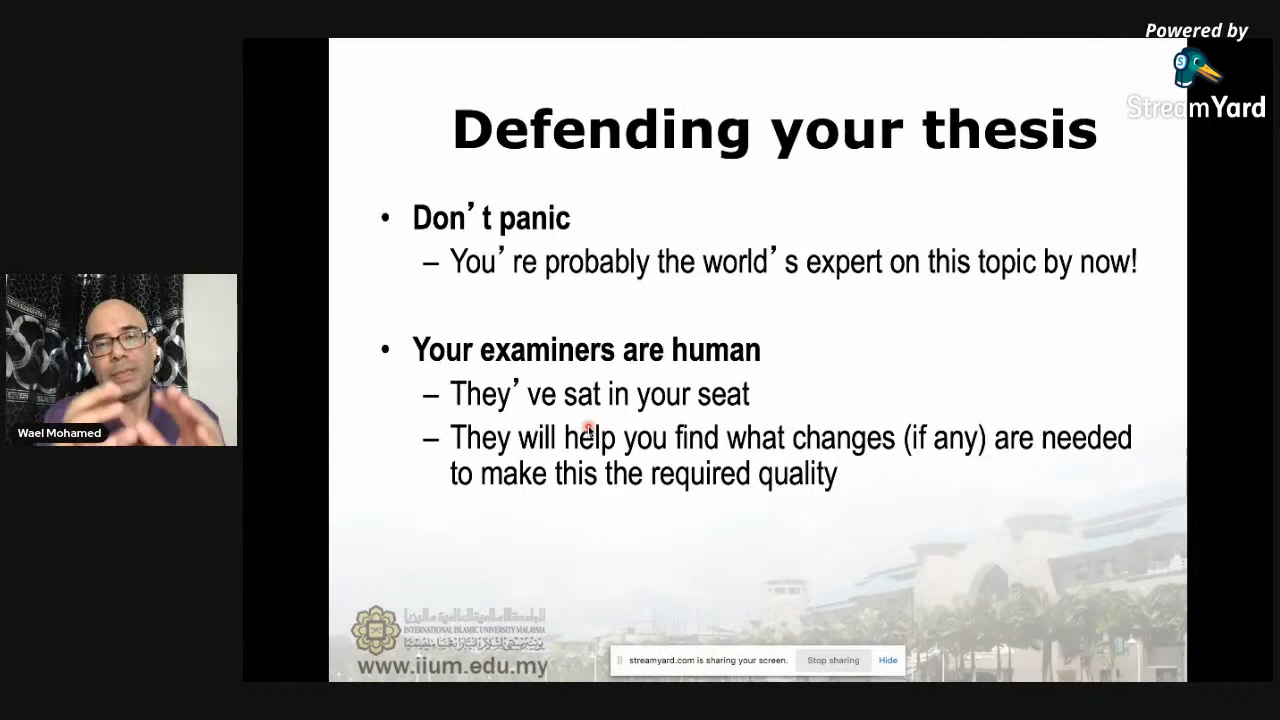 Powered by
StreamYard
Defending your thesis
• Don’t panic
– You’re probably the world’s expert on this topic by now!
• Your examiners are human
– They’ve sat in your seat
– They will help you find what changes (if any) are needed
to make this the required quality
Wael Mohamed
INTERNATIONAL ISLAMIC UNIVERSITY MALAYSIA
www.iium.edu.my
streamyard.com is sharing your screen.
Stop sharing
Hide